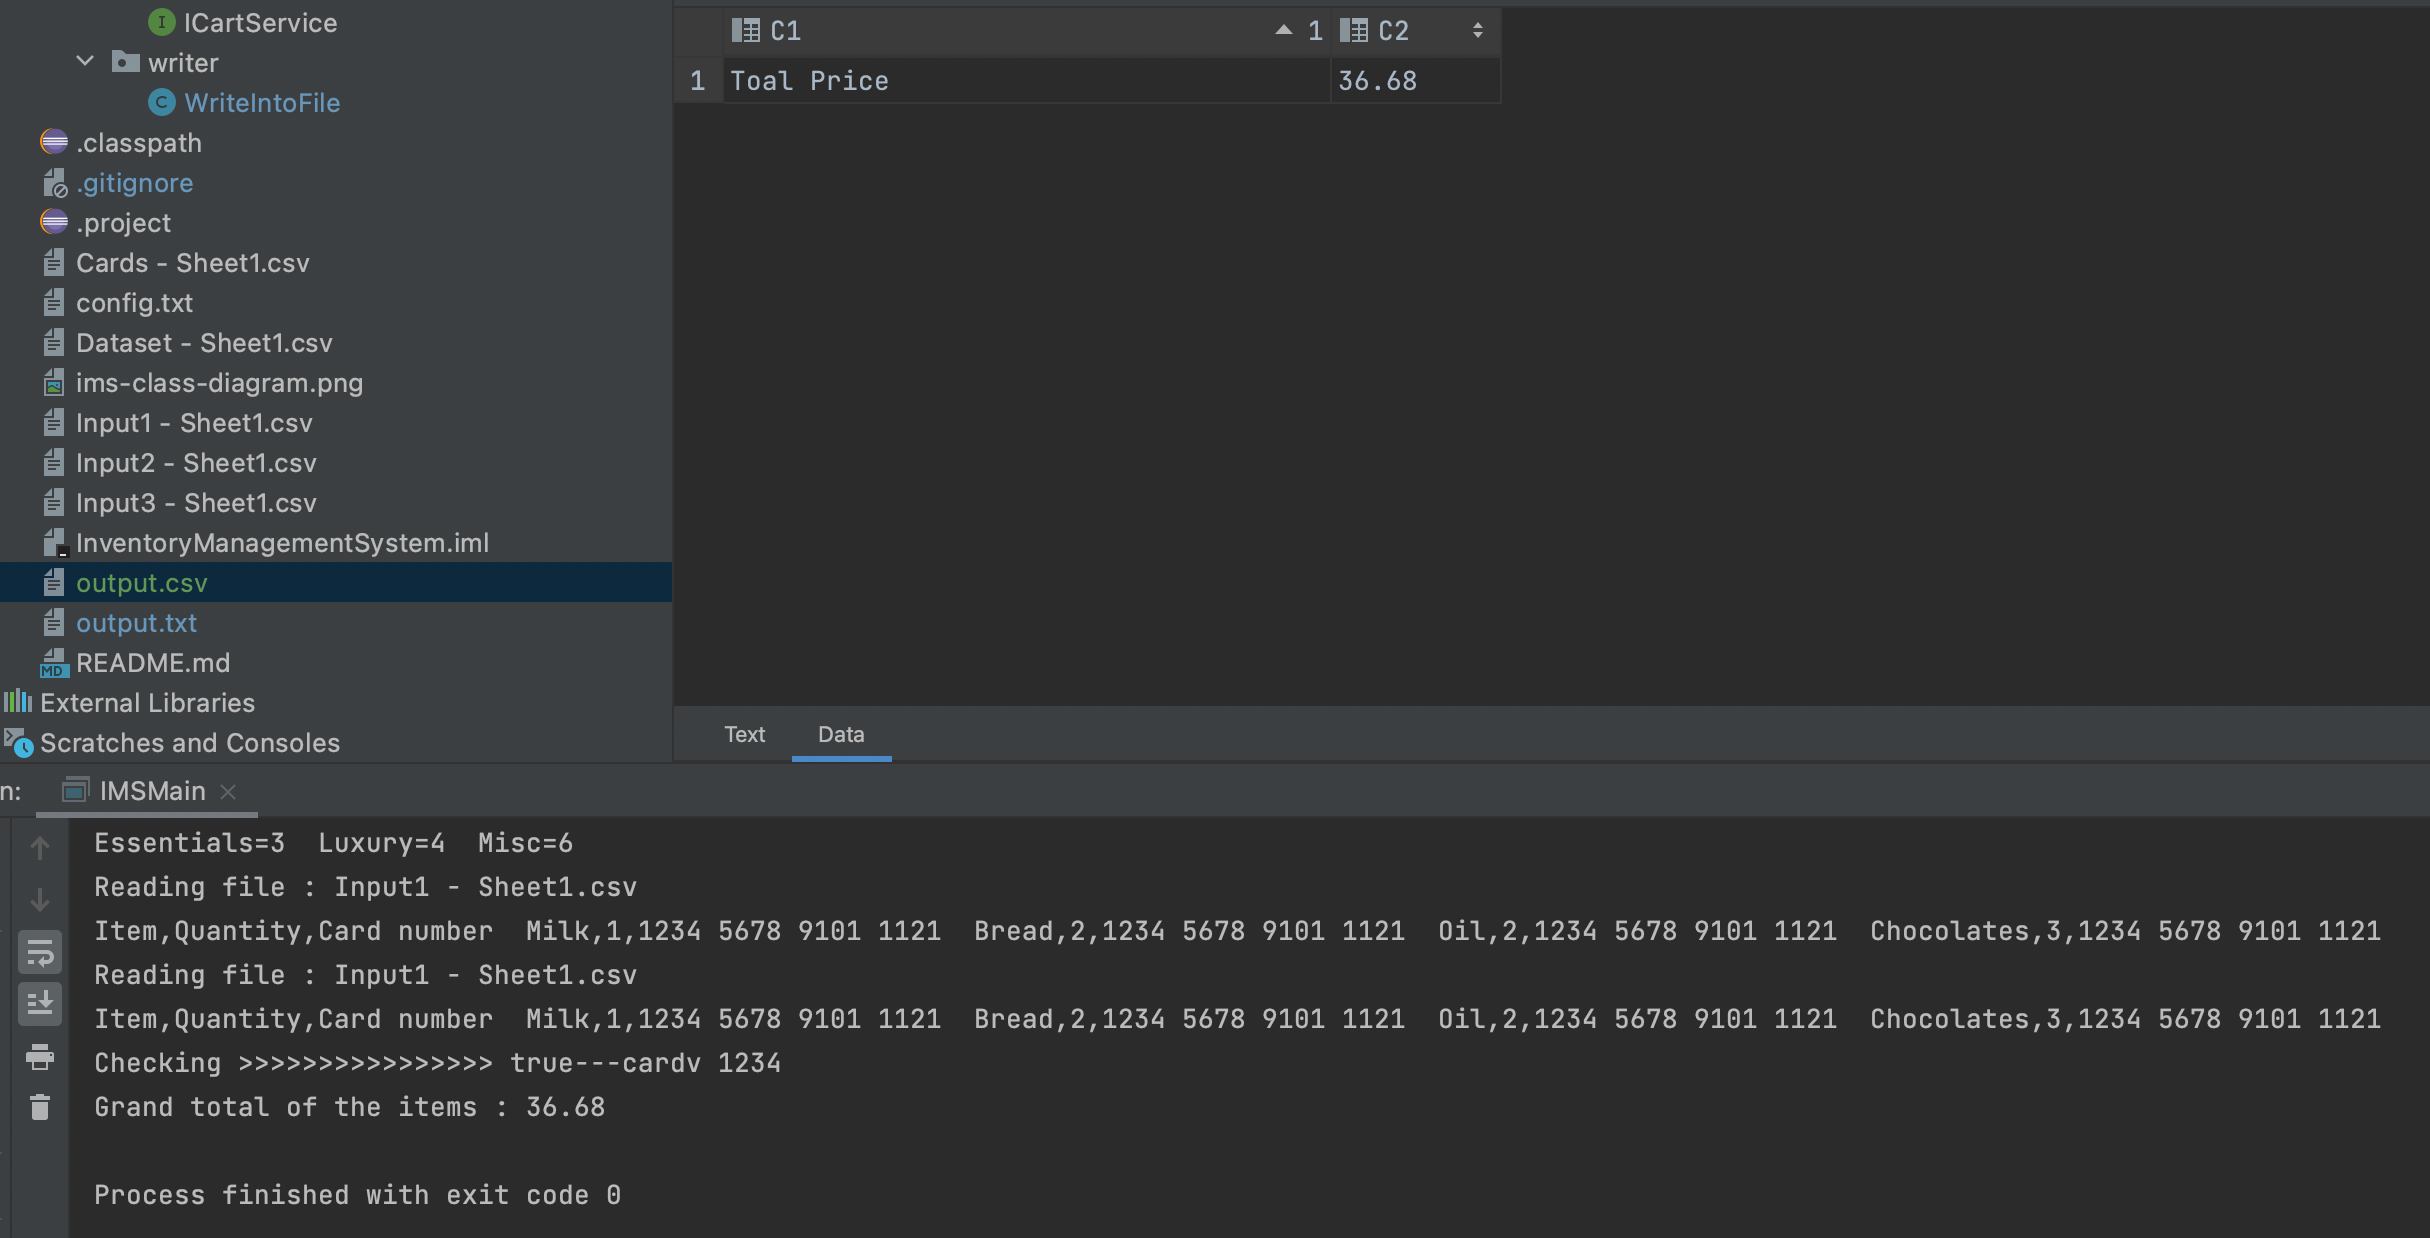 ICartService
writer
WriteIntoFile
.classpath
.gitignore
.project
Cards - Sheet1.csv
config.txt
Dataset - Sheet1.csv
ims-class-diagram.png
Input1 - Sheet1.csv
Input2 - Sheet1.csv
Input3 - Sheet1.csv
InventoryManagementSystem.iml
output.csv
output.txt
README.md
External Libraries
Scratches and Consoles
C1 1 C2
1 Toal Price 36.68
Text Data
n: IMSMain
Essentials=3  Luxury=4  Misc=6
Reading file : Input1 - Sheet1.csv
Item,Quantity,Card number  Milk,1,1234 5678 9101 1121  Bread,2,1234 5678 9101 1121  Oil,2,1234 5678 9101 1121  Chocolates,3,1234 5678 9101 1121
Reading file : Input1 - Sheet1.csv
Item,Quantity,Card number  Milk,1,1234 5678 9101 1121  Bread,2,1234 5678 9101 1121  Oil,2,1234 5678 9101 1121  Chocolates,3,1234 5678 9101 1121
Checking >>>>>>>>>>>>>>>> true---cardv 1234
Grand total of the items : 36.68
Process finished with exit code 0